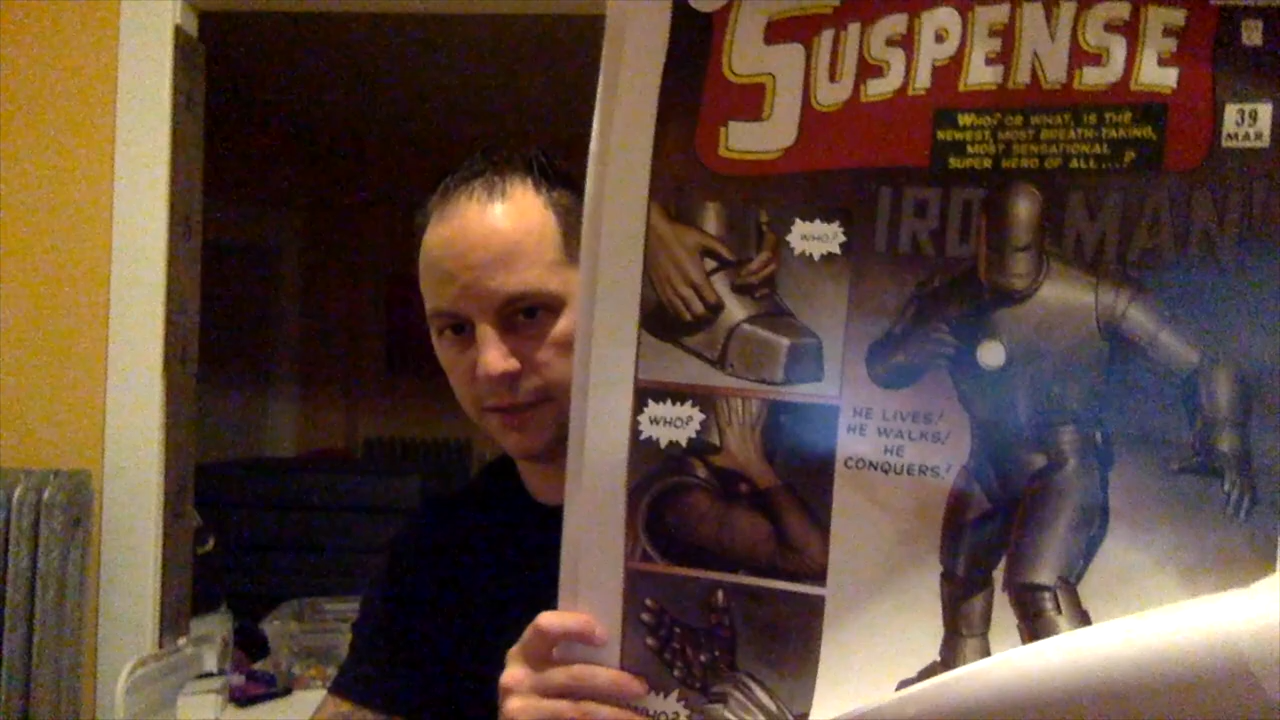 SUSPENSE
WHO? OR WHAT, IS THE
NEWEST, MOST BREATH-TAKING,
MOST SENSATIONAL
SUPER HERO OF ALL...?
39
MAR.
IRON MAN!
WHO?
WHO?
HE LIVES!
HE WALKS!
HE
CONQUERS!
WHO?